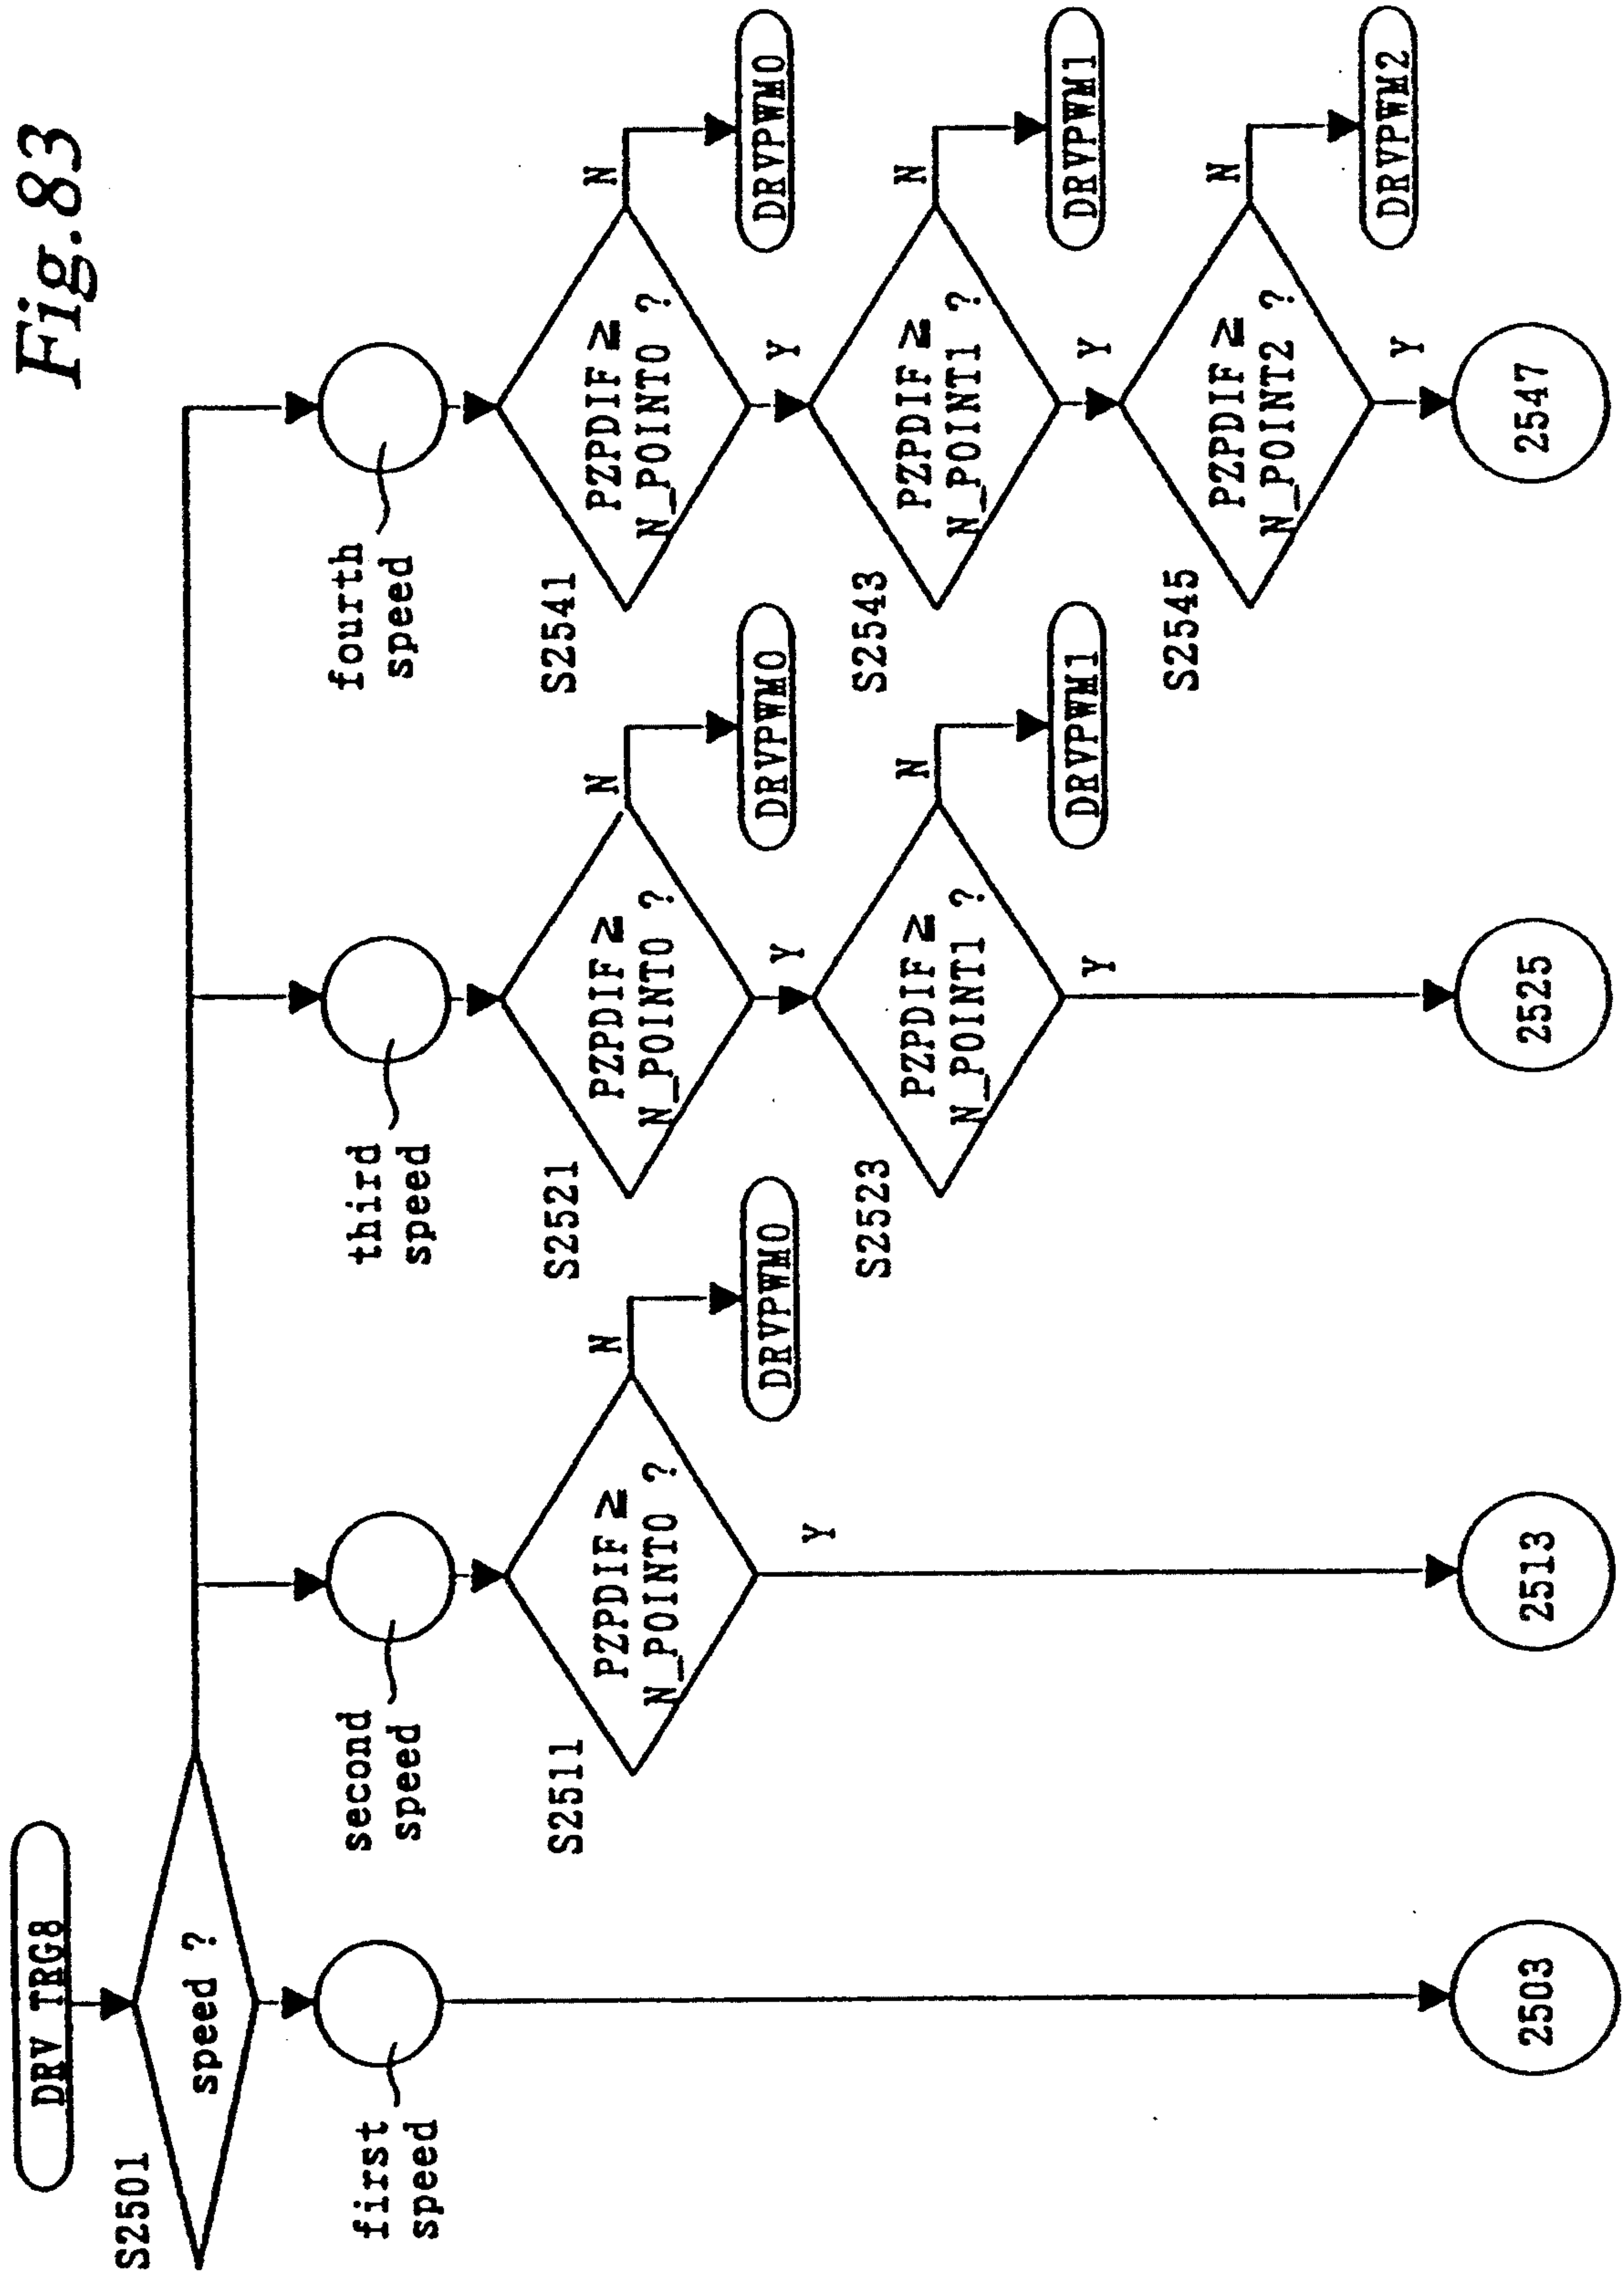 Fig.83
DRV TRG8
S2501
speed ?
first
speed
second
speed
third
speed
fourth
speed
S2511
PZPDIF ≥
N_POINT0 ?
N
Y
DRVPWM0
S2521
PZPDIF ≥
N_POINT0 ?
N
Y
DRVPWM0
S2523
PZPDIF ≥
N_POINT1 ?
N
Y
DRVPWM1
S2541
PZPDIF ≥
N_POINT0 ?
N
Y
DRVPWM0
S2543
PZPDIF ≥
N_POINT1 ?
N
Y
DRVPWM1
S2545
PZPDIF ≥
N_POINT2 ?
N
Y
DRVPWM2
2503
2513
2525
2547